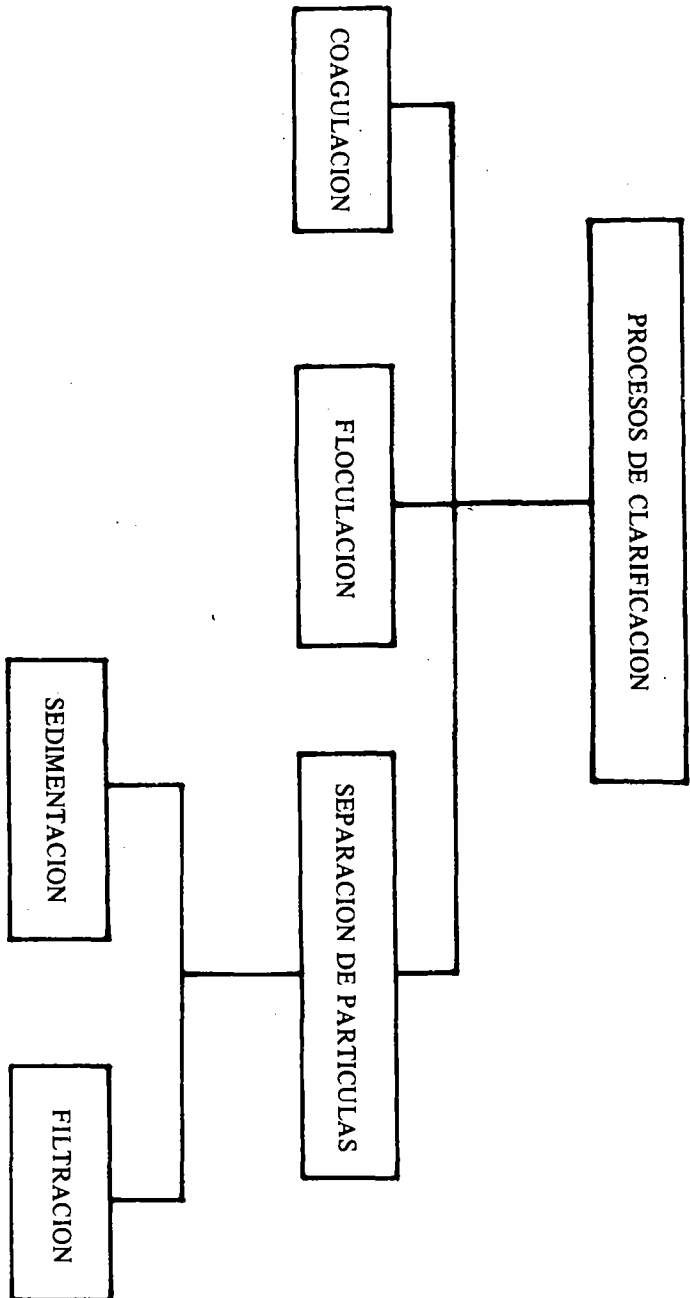 PROCESOS DE CLARIFICACION
COAGULACION
FLOCULACION
SEPARACION DE PARTICULAS
SEDIMENTACION
FILTRACION